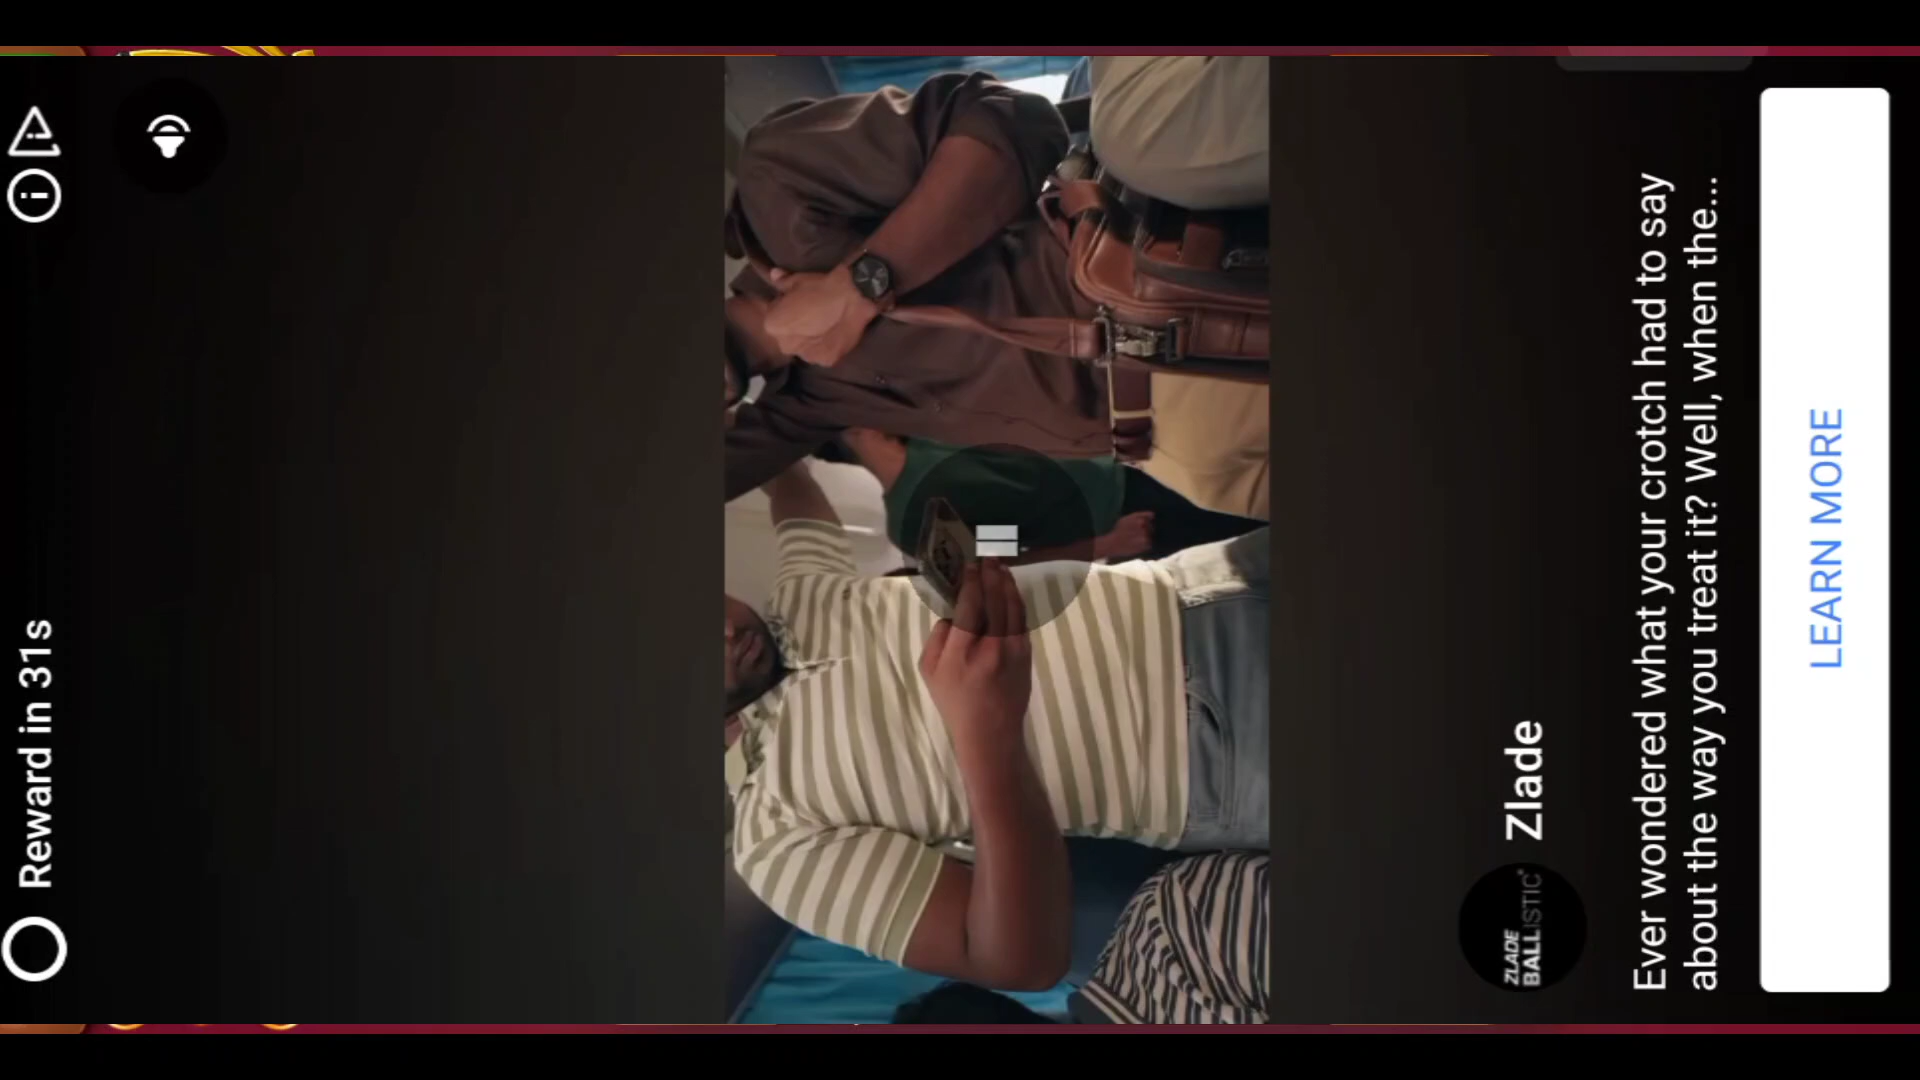 Reward in 31s
ZLADE
BALLISTIC
Zlade
Ever wondered what your crotch had to say
about the way you treat it? Well, when the...
LEARN MORE